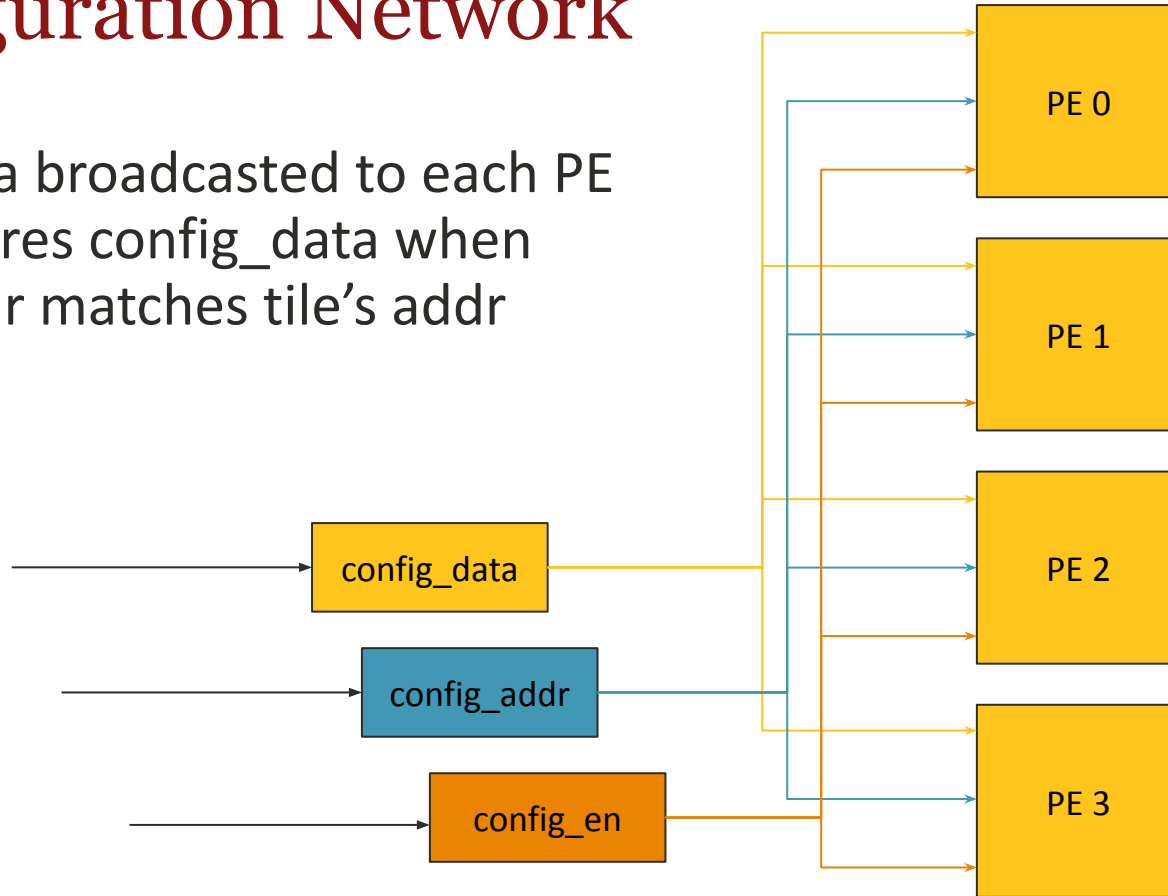 guration Network
a broadcasted to each PE
res config_data when
r matches tile's addr
PE 0
PE 1
PE 2
PE 3
config_data
config_addr
config_en